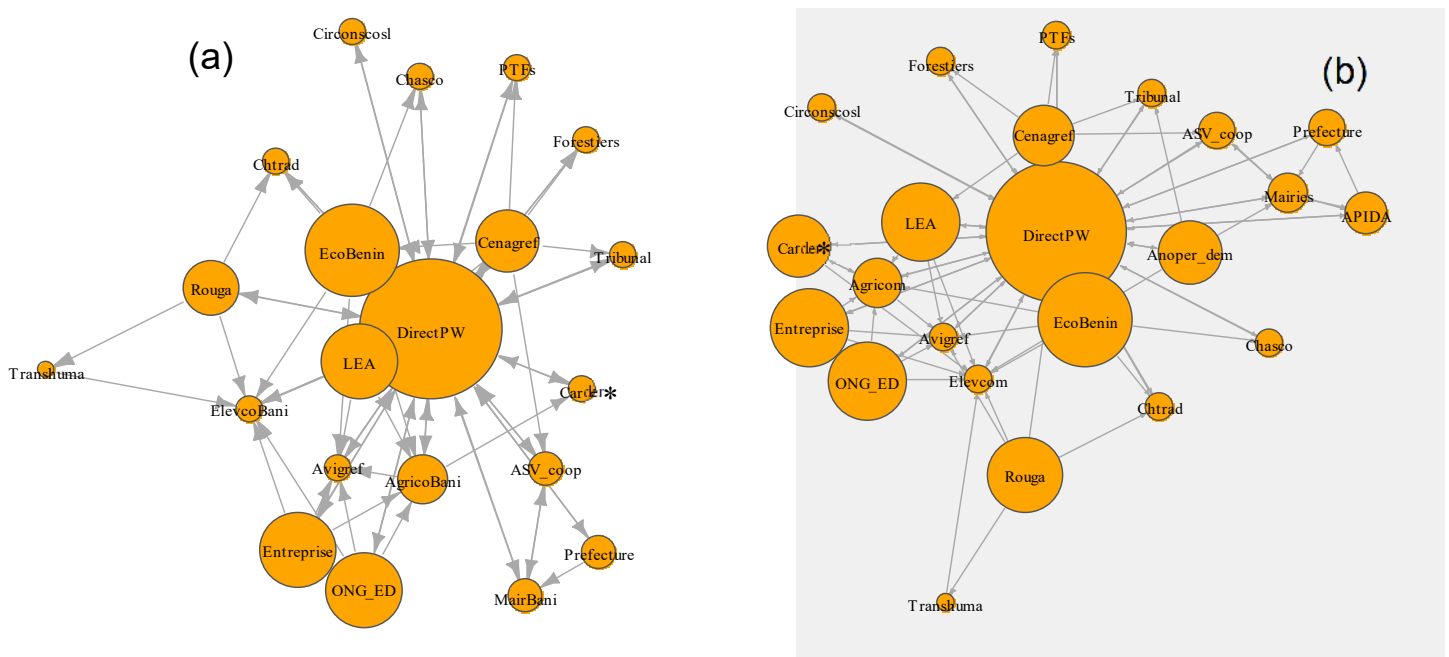 (a)
Circonscosl
Chasco
PTFs
Forestiers
Chtrad
Cenagref
EcoBenin
Tribunal
Rouga
DirectPW
LEA
Transhuma
Carder*
ElevcoBani
Avigref
AgricoBani
ASV_coop
Entreprise
Prefecture
ONG_ED
MairBani
(b)
PTFs
Forestiers
Tribunal
Circonscosl
Cenagref
ASV_coop
Prefecture
Mairies
APIDA
LEA
DirectPW
Carder*
Anoper_dem
Agricom
EcoBenin
Entreprise
Avigref
Chasco
ONG_ED
Elevcom
Chtrad
Rouga
Transhuma